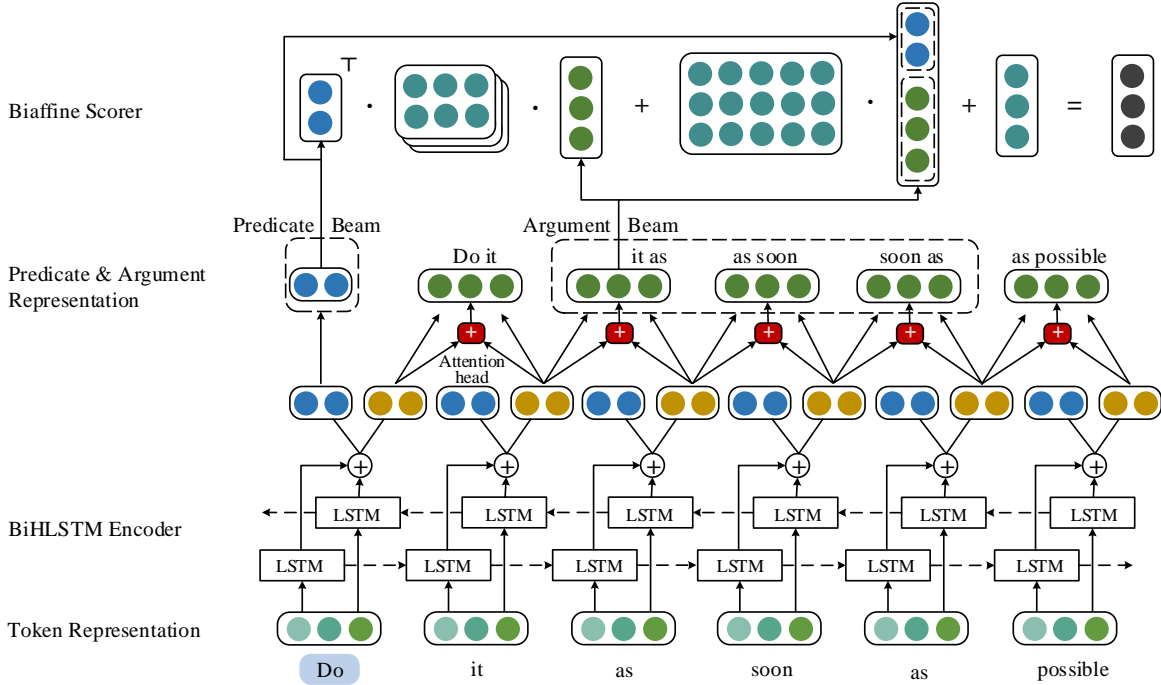 ⊤
Biaffine Scorer · · + · + =
Predicate Beam Argument Beam
Predicate & Argument
Representation
Do it it as as soon soon as as possible
+ + + + +
Attention
head
+ + + + + +
BiHLSTM Encoder
LSTM LSTM LSTM LSTM LSTM LSTM
LSTM LSTM LSTM LSTM LSTM LSTM
Token Representation
Do it as soon as possible